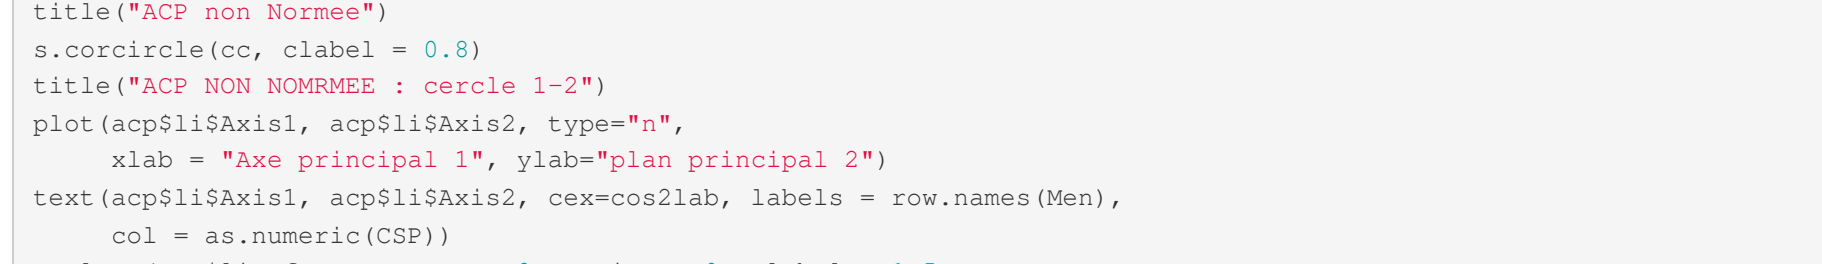 title("ACP non Normee")
s.corcircle(cc, clabel = 0.8)
title("ACP NON NOMRMEE : cercle 1-2")
plot(acp$li$Axis1, acp$li$Axis2, type="n",
     xlab = "Axe principal 1", ylab="plan principal 2")
text(acp$li$Axis1, acp$li$Axis2, cex=cos2lab, labels = row.names(Men),
     col = as.numeric(CSP))